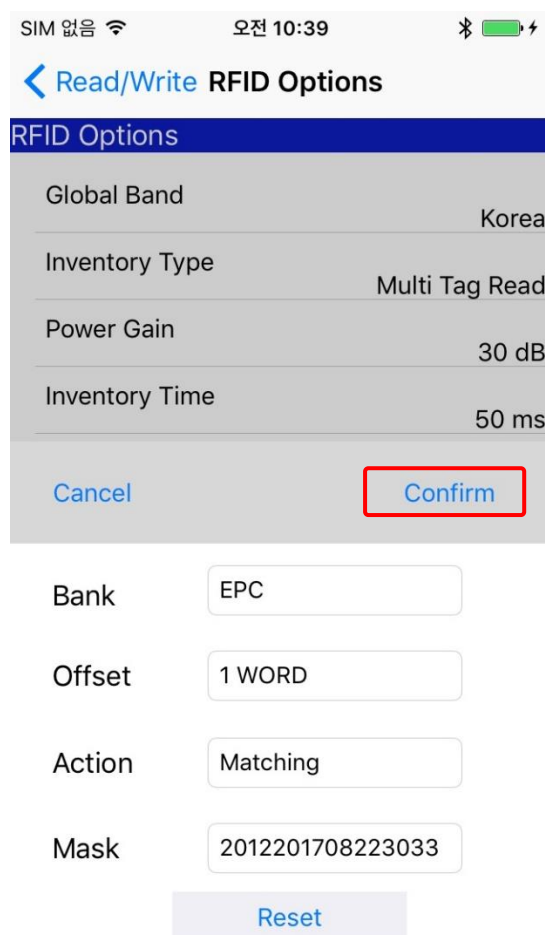 SIM 없음 오전 10:39
Read/Write RFID Options
RFID Options
Global Band
Korea
Inventory Type
Multi Tag Read
Power Gain
30 dB
Inventory Time
50 ms
Cancel Confirm
Bank EPC
Offset 1 WORD
Action Matching
Mask 2012201708223033
Reset